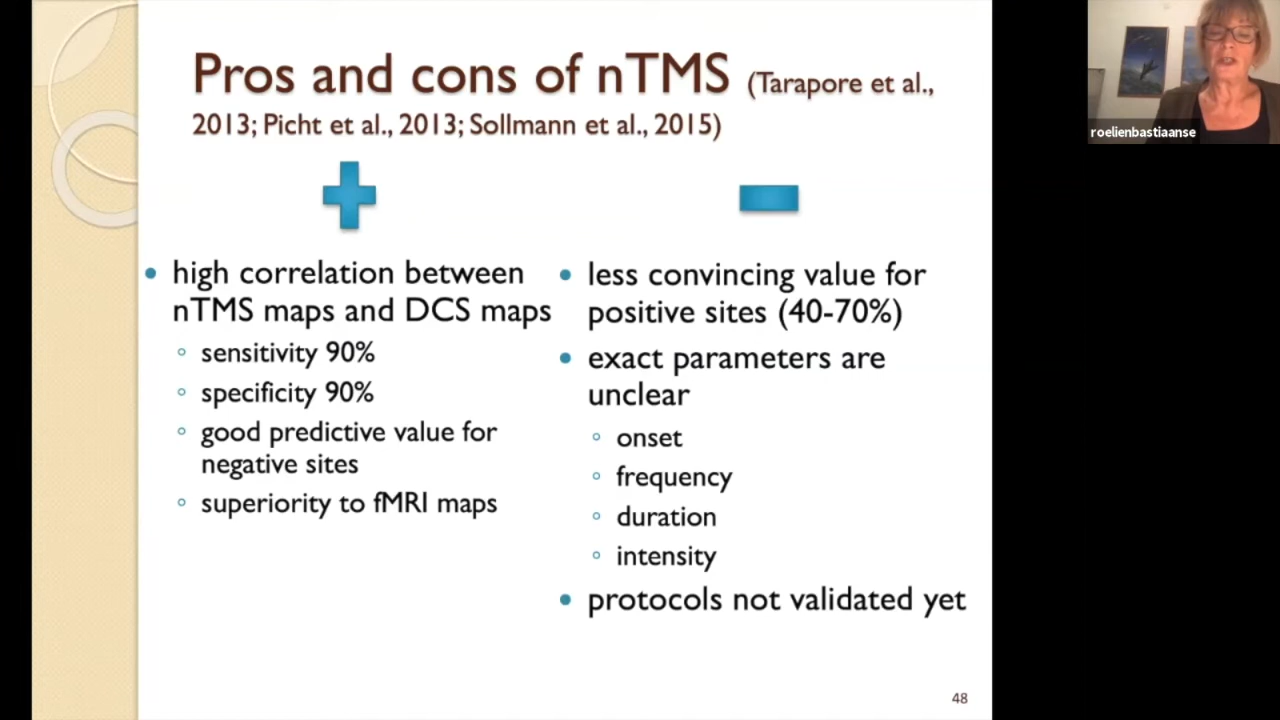 Pros and cons of nTMS (Tarapore et al.,
2013; Picht et al., 2013; Sollmann et al., 2015)
roelienbastiaanse
• high correlation between
nTMS maps and DCS maps
◦ sensitivity 90%
◦ specificity 90%
◦ good predictive value for
negative sites
◦ superiority to fMRI maps
• less convincing value for
positive sites (40-70%)
• exact parameters are
unclear
◦ onset
◦ frequency
◦ duration
◦ intensity
• protocols not validated yet
48